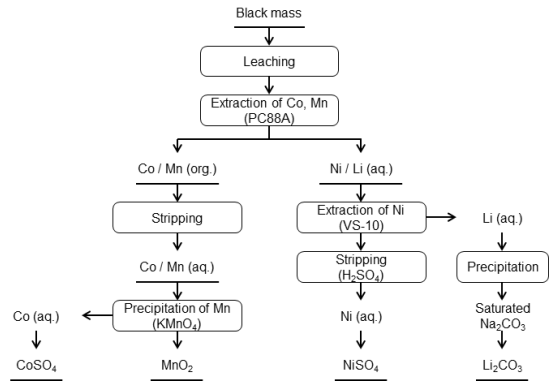 Black mass
Leaching
Extraction of Co, Mn
(PC88A)
Co / Mn (org.)
Ni / Li (aq.)
Stripping
Extraction of Ni
(VS-10)
Li (aq.)
Co / Mn (aq.)
Stripping
(H₂SO₄)
Precipitation
Co (aq.)
Precipitation of Mn
(KMnO₄)
Ni (aq.)
Saturated
Na₂CO₃
CoSO₄
MnO₂
NiSO₄
Li₂CO₃